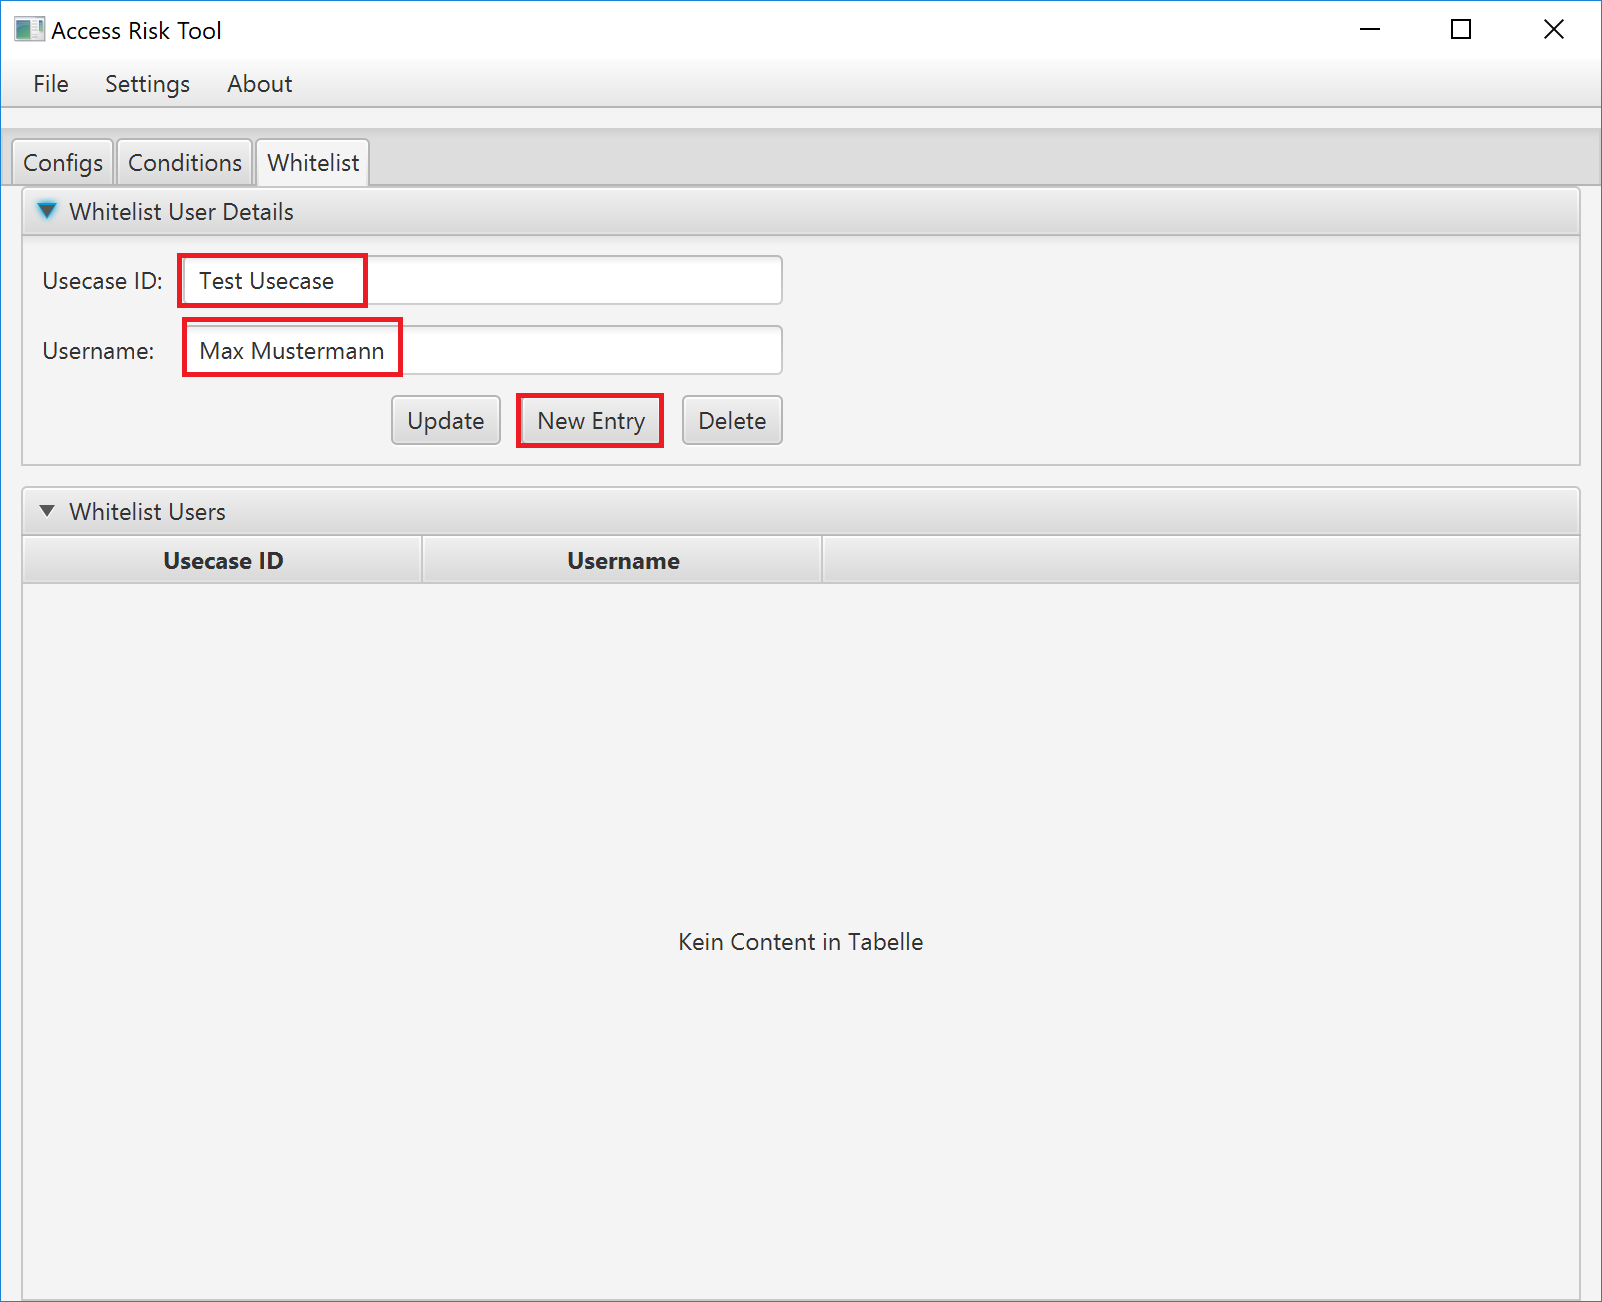 Access Risk Tool
File Settings About
Configs Conditions Whitelist
Whitelist User Details
Usecase ID: Test Usecase
Username: Max Mustermann
Update New Entry Delete
Whitelist Users
Usecase ID Username
Kein Content in Tabelle